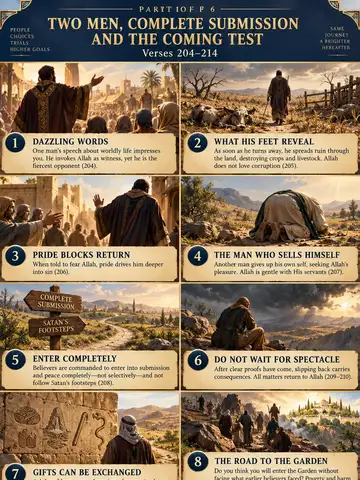 PART 11 OF P 6
PEOPLE
CHOICES
TRIALS
HIGHER GOALS
TWO MEN, COMPLETE SUBMISSION
AND THE COMING TEST
Verses 204–214
SAME
JOURNEY
A BRIGHTER
HEREAFTER
1
DAZZLING WORDS
One man's speech about worldly life impresses
you. He invokes Allah as witness, yet he is the
fiercest opponent (204).
2
WHAT HIS FEET REVEAL
As soon as he turns away, he spreads ruin through
the land, destroying crops and livestock. Allah
does not love corruption (205).
3
PRIDE BLOCKS RETURN
When told to fear Allah, pride drives him deeper
into sin (206).
4
THE MAN WHO SELLS HIMSELF
Another man gives up his own self, seeking Allah's
pleasure. Allah is gentle with His servants (207).
COMPLETE
SUBMISSION
SATAN'S
FOOTSTEPS
5
ENTER COMPLETELY
Believers are commanded to enter into submission
and peace completely—not selectively—and not
follow Satan's footsteps (208).
6
DO NOT WAIT FOR SPECTACLE
After clear proofs have come, slipping back carries
consequences. All matters return to Allah (209–210).
7
GIFTS CAN BE EXCHANGED
8
THE ROAD TO THE GARDEN
Do you think you will enter the Garden without
facing what earlier believers faced? Poverty and harm